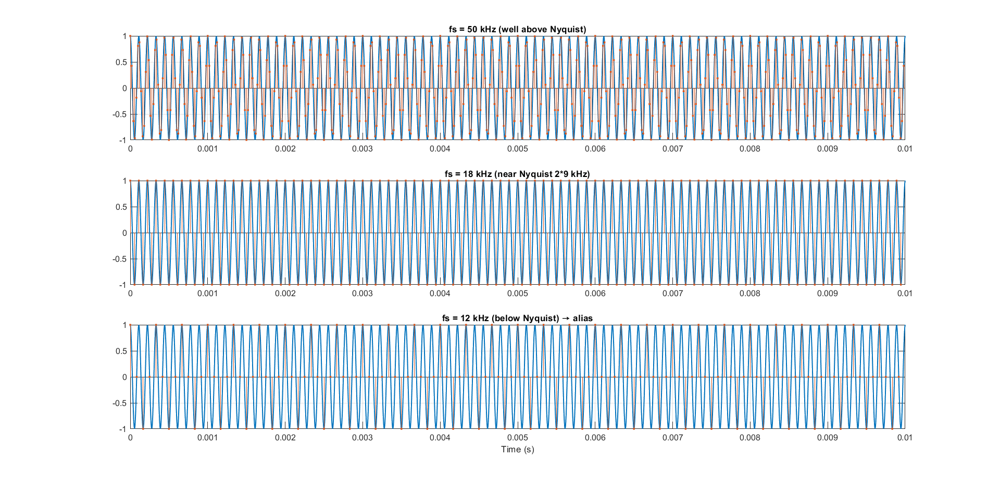 fs = 50 kHz (well above Nyquist)
1
0.5
0
-0.5
-1
0 0.001 0.002 0.003 0.004 0.005 0.006 0.007 0.008 0.009 0.01
fs = 18 kHz (near Nyquist 2*9 kHz)
1
0.5
0
-0.5
-1
0 0.001 0.002 0.003 0.004 0.005 0.006 0.007 0.008 0.009 0.01
fs = 12 kHz (below Nyquist) → alias
1
0.5
0
-0.5
-1
0 0.001 0.002 0.003 0.004 0.005 0.006 0.007 0.008 0.009 0.01
Time (s)